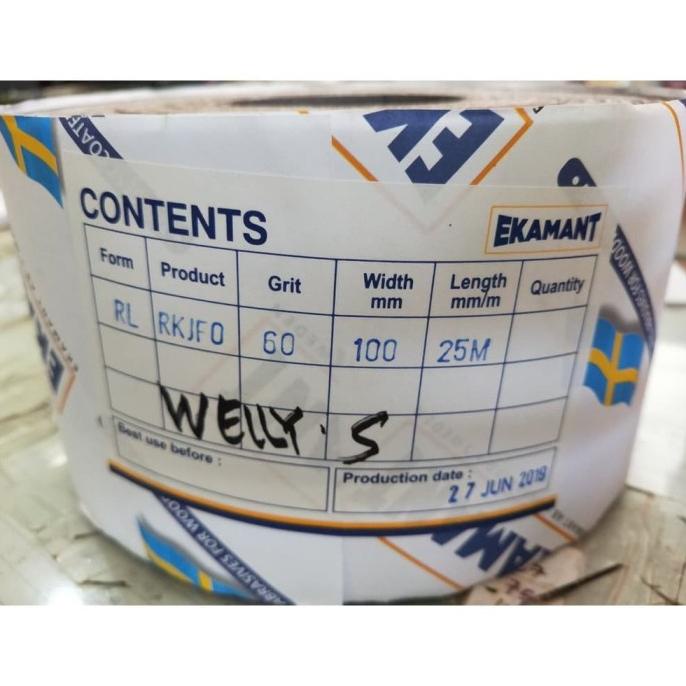 CONTENTS
EKAMANT
Form Product Grit Width mm Length mm/m Quantity
RL RKJFO 60 100 25M
WELLY.S
Best use before :
Production date :
27 JUN 2019